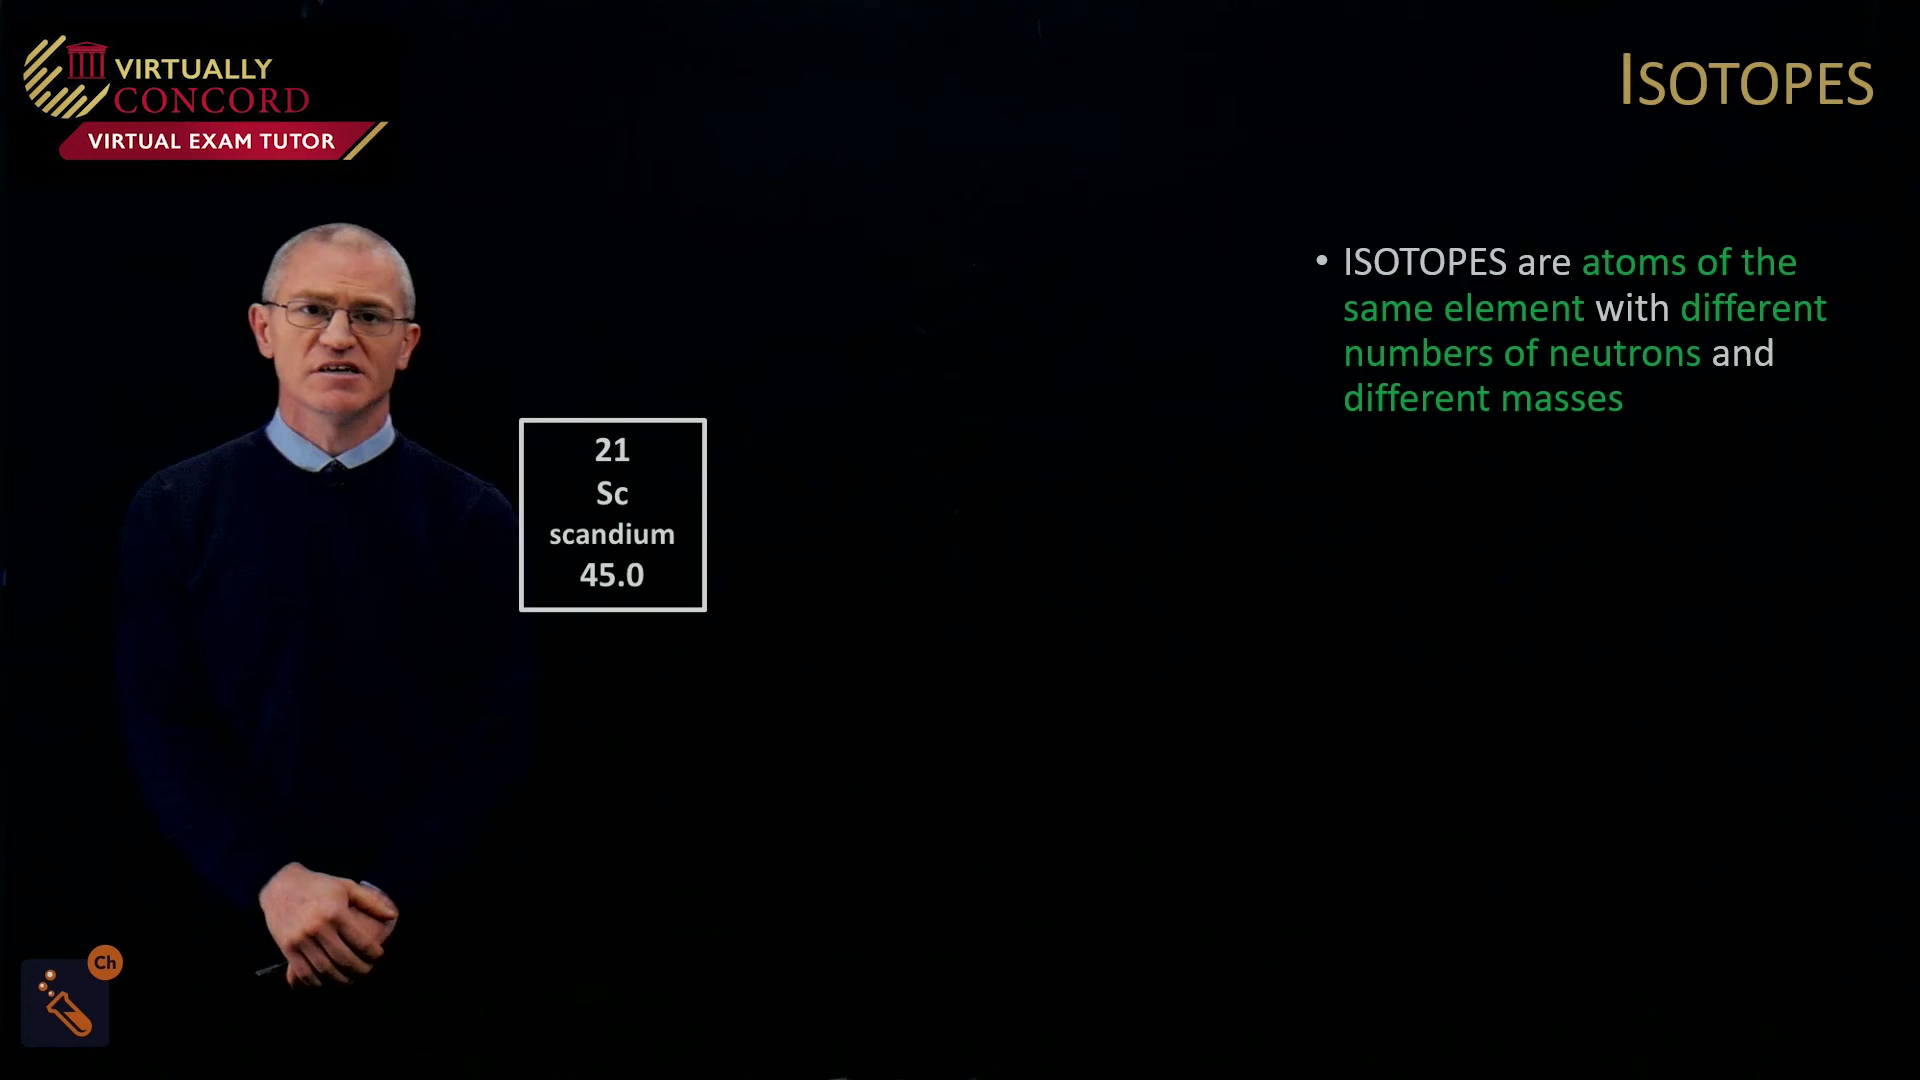 VIRTUALLY
CONCORD
VIRTUAL EXAM TUTOR
ISOTOPES
• ISOTOPES are atoms of the
same element with different
numbers of neutrons and
different masses
21
Sc
scandium
45.0
Ch